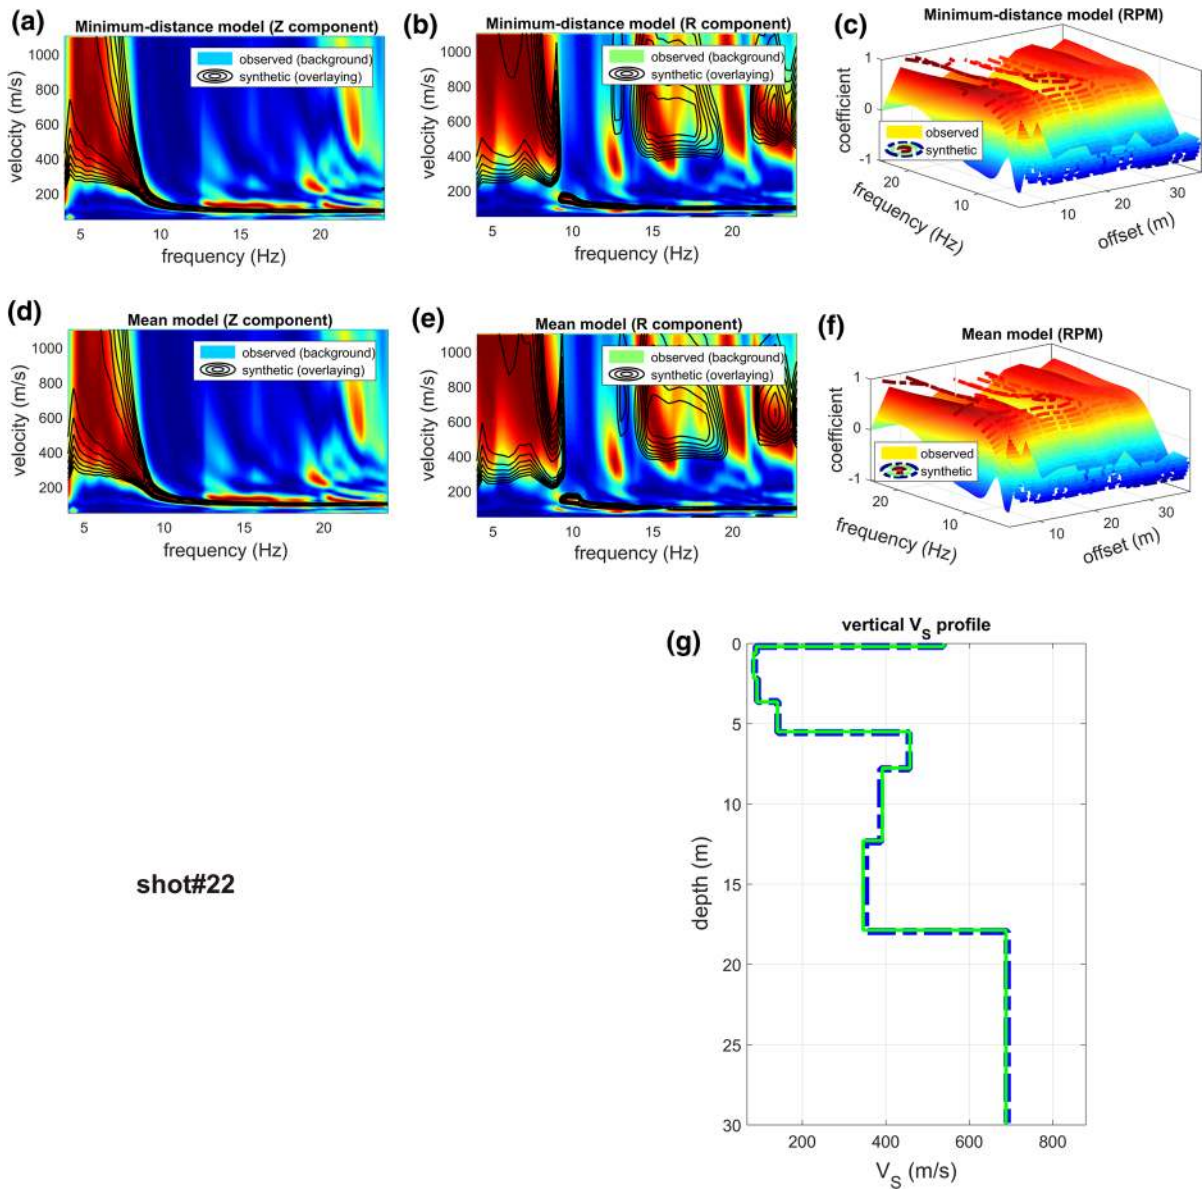 (a)
Minimum-distance model (Z component)
1000
800
600
400
200
velocity (m/s)
observed (background)
synthetic (overlaying)
5 10 15 20
frequency (Hz)
(b)
Minimum-distance model (R component)
1000
800
600
400
200
velocity (m/s)
observed (background)
synthetic (overlaying)
5 10 15 20
frequency (Hz)
(c)
Minimum-distance model (RPM)
1
0
-1
coefficient
observed
synthetic
20 10
frequency (Hz)
10 20 30
offset (m)
(d)
Mean model (Z component)
1000
800
600
400
200
velocity (m/s)
observed (background)
synthetic (overlaying)
5 10 15 20
frequency (Hz)
(e)
Mean model (R component)
1000
800
600
400
200
velocity (m/s)
observed (background)
synthetic (overlaying)
5 10 15 20
frequency (Hz)
(f)
Mean model (RPM)
1
0
-1
coefficient
observed
synthetic
20 10
frequency (Hz)
10 20 30
offset (m)
shot#22
(g)
vertical VS profile
0
5
10
15
20
25
30
depth (m)
200 400 600 800
VS (m/s)